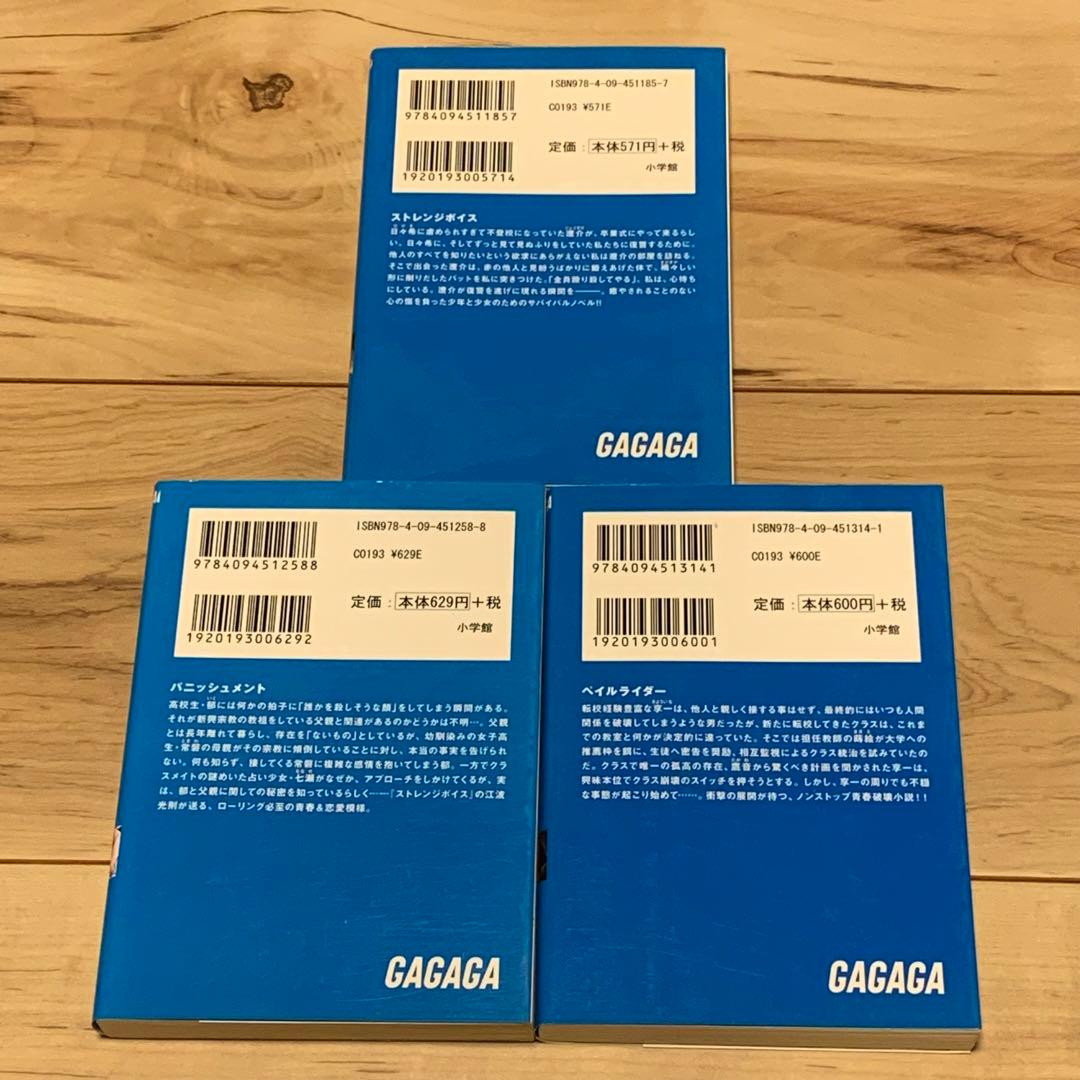 ISBN978-4-09-451185-7
C0193 ¥571E
9784094511857
定価：本体571円＋税
1920193005714
小学館
ストレンジボイス
日々希に虐められすぎて不登校になっていた遼介が、卒業式にやって来るらし
い。日々希に、そしてずっと見て見ぬふりをしていた私たちに復讐するために。
他人のすべてを知りたいという欲求にあらがえない私は遼介の部屋を訪ねる。
そこで出会った遼介は、赤の他人と見紛うばかりに鍛えあげた体で、禍々しい
形に削りだしたバットを私に突きつけた。「全員殴り殺してやる」。私は、心待ち
にしている。遼介が復讐を遂げに現れる瞬間を―――。癒やされることのない
心の傷を負った少年と少女のためのサバイバルノベル!!
GAGAGA
ISBN978-4-09-451258-8
C0193 ¥629E
9784094512588
定価：本体629円＋税
1920193006292
小学館
パニッシュメント
高校生・郁には何かの拍子に「誰かを殺しそうな顔」をしてしまう瞬間がある。
それが新興宗教の教祖をしている父親と関連があるのかどうかは不明…。父親
とは長年離れて暮らし、存在を「ないもの」としているが、幼馴染みの女子高
生・常磐の母親がその宗教に傾倒していることに対し、本当の事実を告げられ
ない。何も知らず、接してくる常磐に複雑な感情を抱いてしまう郁。一方でクラ
スメイトの謎めいた占い少女・七瀬がなぜか、アプローチをしかけてくるが、実
は、郁と父親に関しての秘密を知っているらしく……『ストレンジボイス』の江波
光則が送る、ローリング必至の青春＆恋愛模様。
GAGAGA
ISBN978-4-09-451314-1
C0193 ¥600E
9784094513141
定価：本体600円＋税
1920193006001
小学館
ペイルライダー
転校経験豊富な享一は、他人と親しく接する事はせず、最終的にはいつも人間
関係を破壊してしまうような男だったが、新たに転校してきたクラスは、これま
での教室と何かが決定的に違っていた。そこでは担任教師の蒔絵が大学への
推薦枠を餌に、生徒へ密告を奨励、相互監視によるクラス統治を試みていたの
だ。クラスで唯一の孤高の存在、鷹音から驚くべき計画を聞かされた享一は、
興味本位でクラス崩壊のスイッチを押そうとする。しかし、享一の周りでも不穏
な事態が起こり始めて……。衝撃の展開が待つ、ノンストップ青春破壊小説!!
GAGAGA